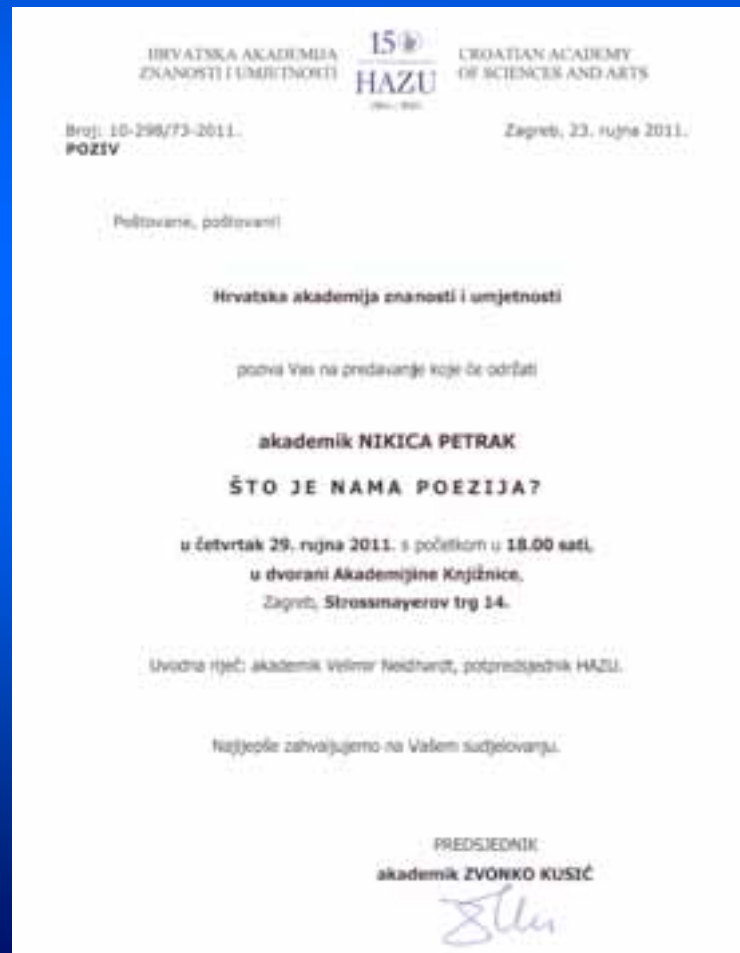 HRVATSKA AKADEMIJA
ZNANOSTI I UMJETNOSTI
150
HAZU
CROATIAN ACADEMY
OF SCIENCES AND ARTS
Broj: 10-298/73-2011.
Zagreb, 23. rujna 2011.
POZIV
Poštovane, poštovani!
Hrvatska akademija znanosti i umjetnosti
poziva Vas na predavanje koje će održati
akademik NIKICA PETRAK
ŠTO JE NAMA POEZIJA?
u četvrtak 29. rujna 2011. s početkom u 18.00 sati,
u dvorani Akademijine Knjižnice,
Zagreb, Strossmayerov trg 14.
Uvodna riječ: akademik Velimir Neidhardt, potpredsjednik HAZU.
Najljepše zahvaljujemo na Vašem sudjelovanju.
PREDSJEDNIK
akademik ZVONKO KUSIĆ